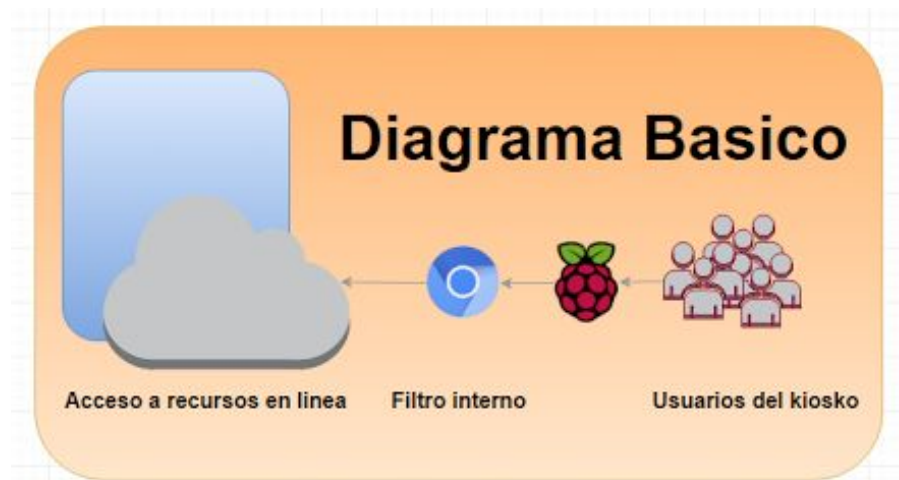 Diagrama Basico
Acceso a recursos en linea
Filtro interno
Usuarios del kiosko